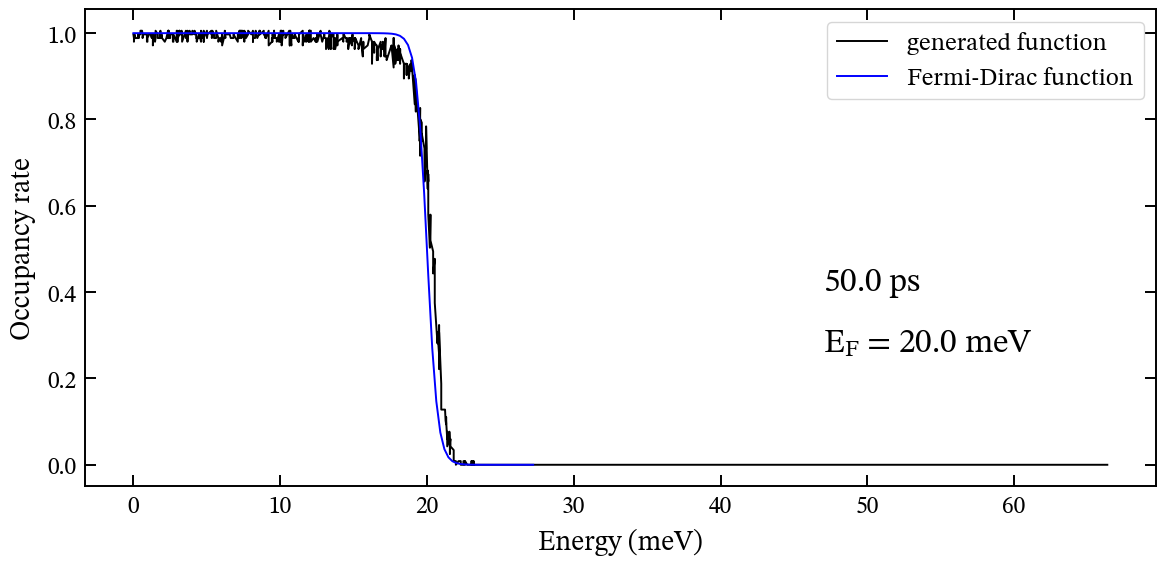 generated function
Fermi-Dirac function
50.0 ps
E_F = 20.0 meV
Occupancy rate
1.0
0.8
0.6
0.4
0.2
0.0
0 10 20 30 40 50 60
Energy (meV)